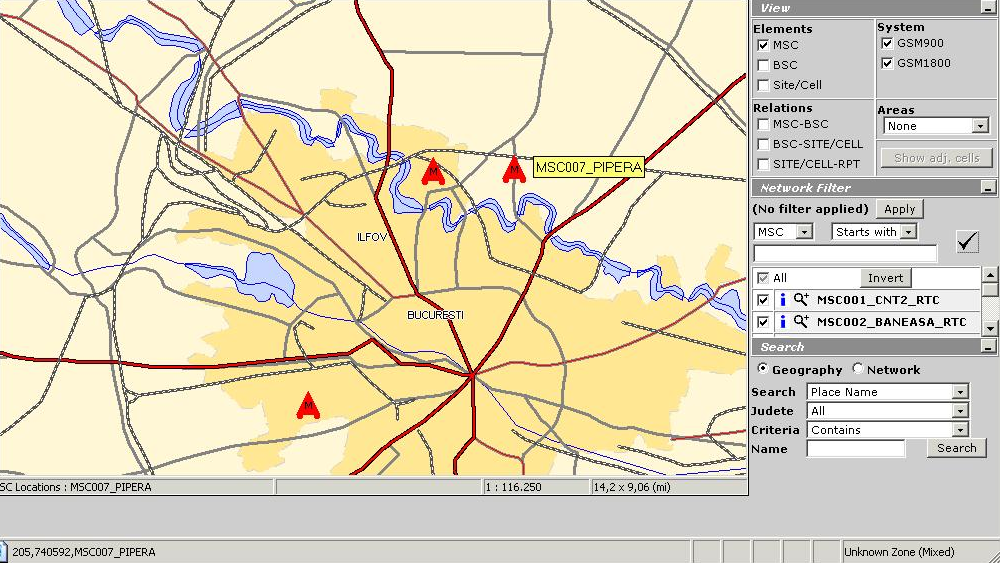 View
Elements
MSC
BSC
Site/Cell
System
GSM900
GSM1800
Relations
MSC-BSC
BSC-SITE/CELL
SITE/CELL-RPT
Areas
None
Show adj. cells
Network Filter
(No filter applied) Apply
MSC Starts with
All Invert
i MSC001_CNT2_RTC
i MSC002_BANEASA_RTC
Search
Geography Network
Search Place Name
Judete All
Criteria Contains
Name Search
M M MSC007_PIPERA
ILFOV
BUCURESTI
M
SC Locations : MSC007_PIPERA 1 : 116.250 14,2 x 9,06 (mi)
205,740592,MSC007_PIPERA Unknown Zone (Mixed)